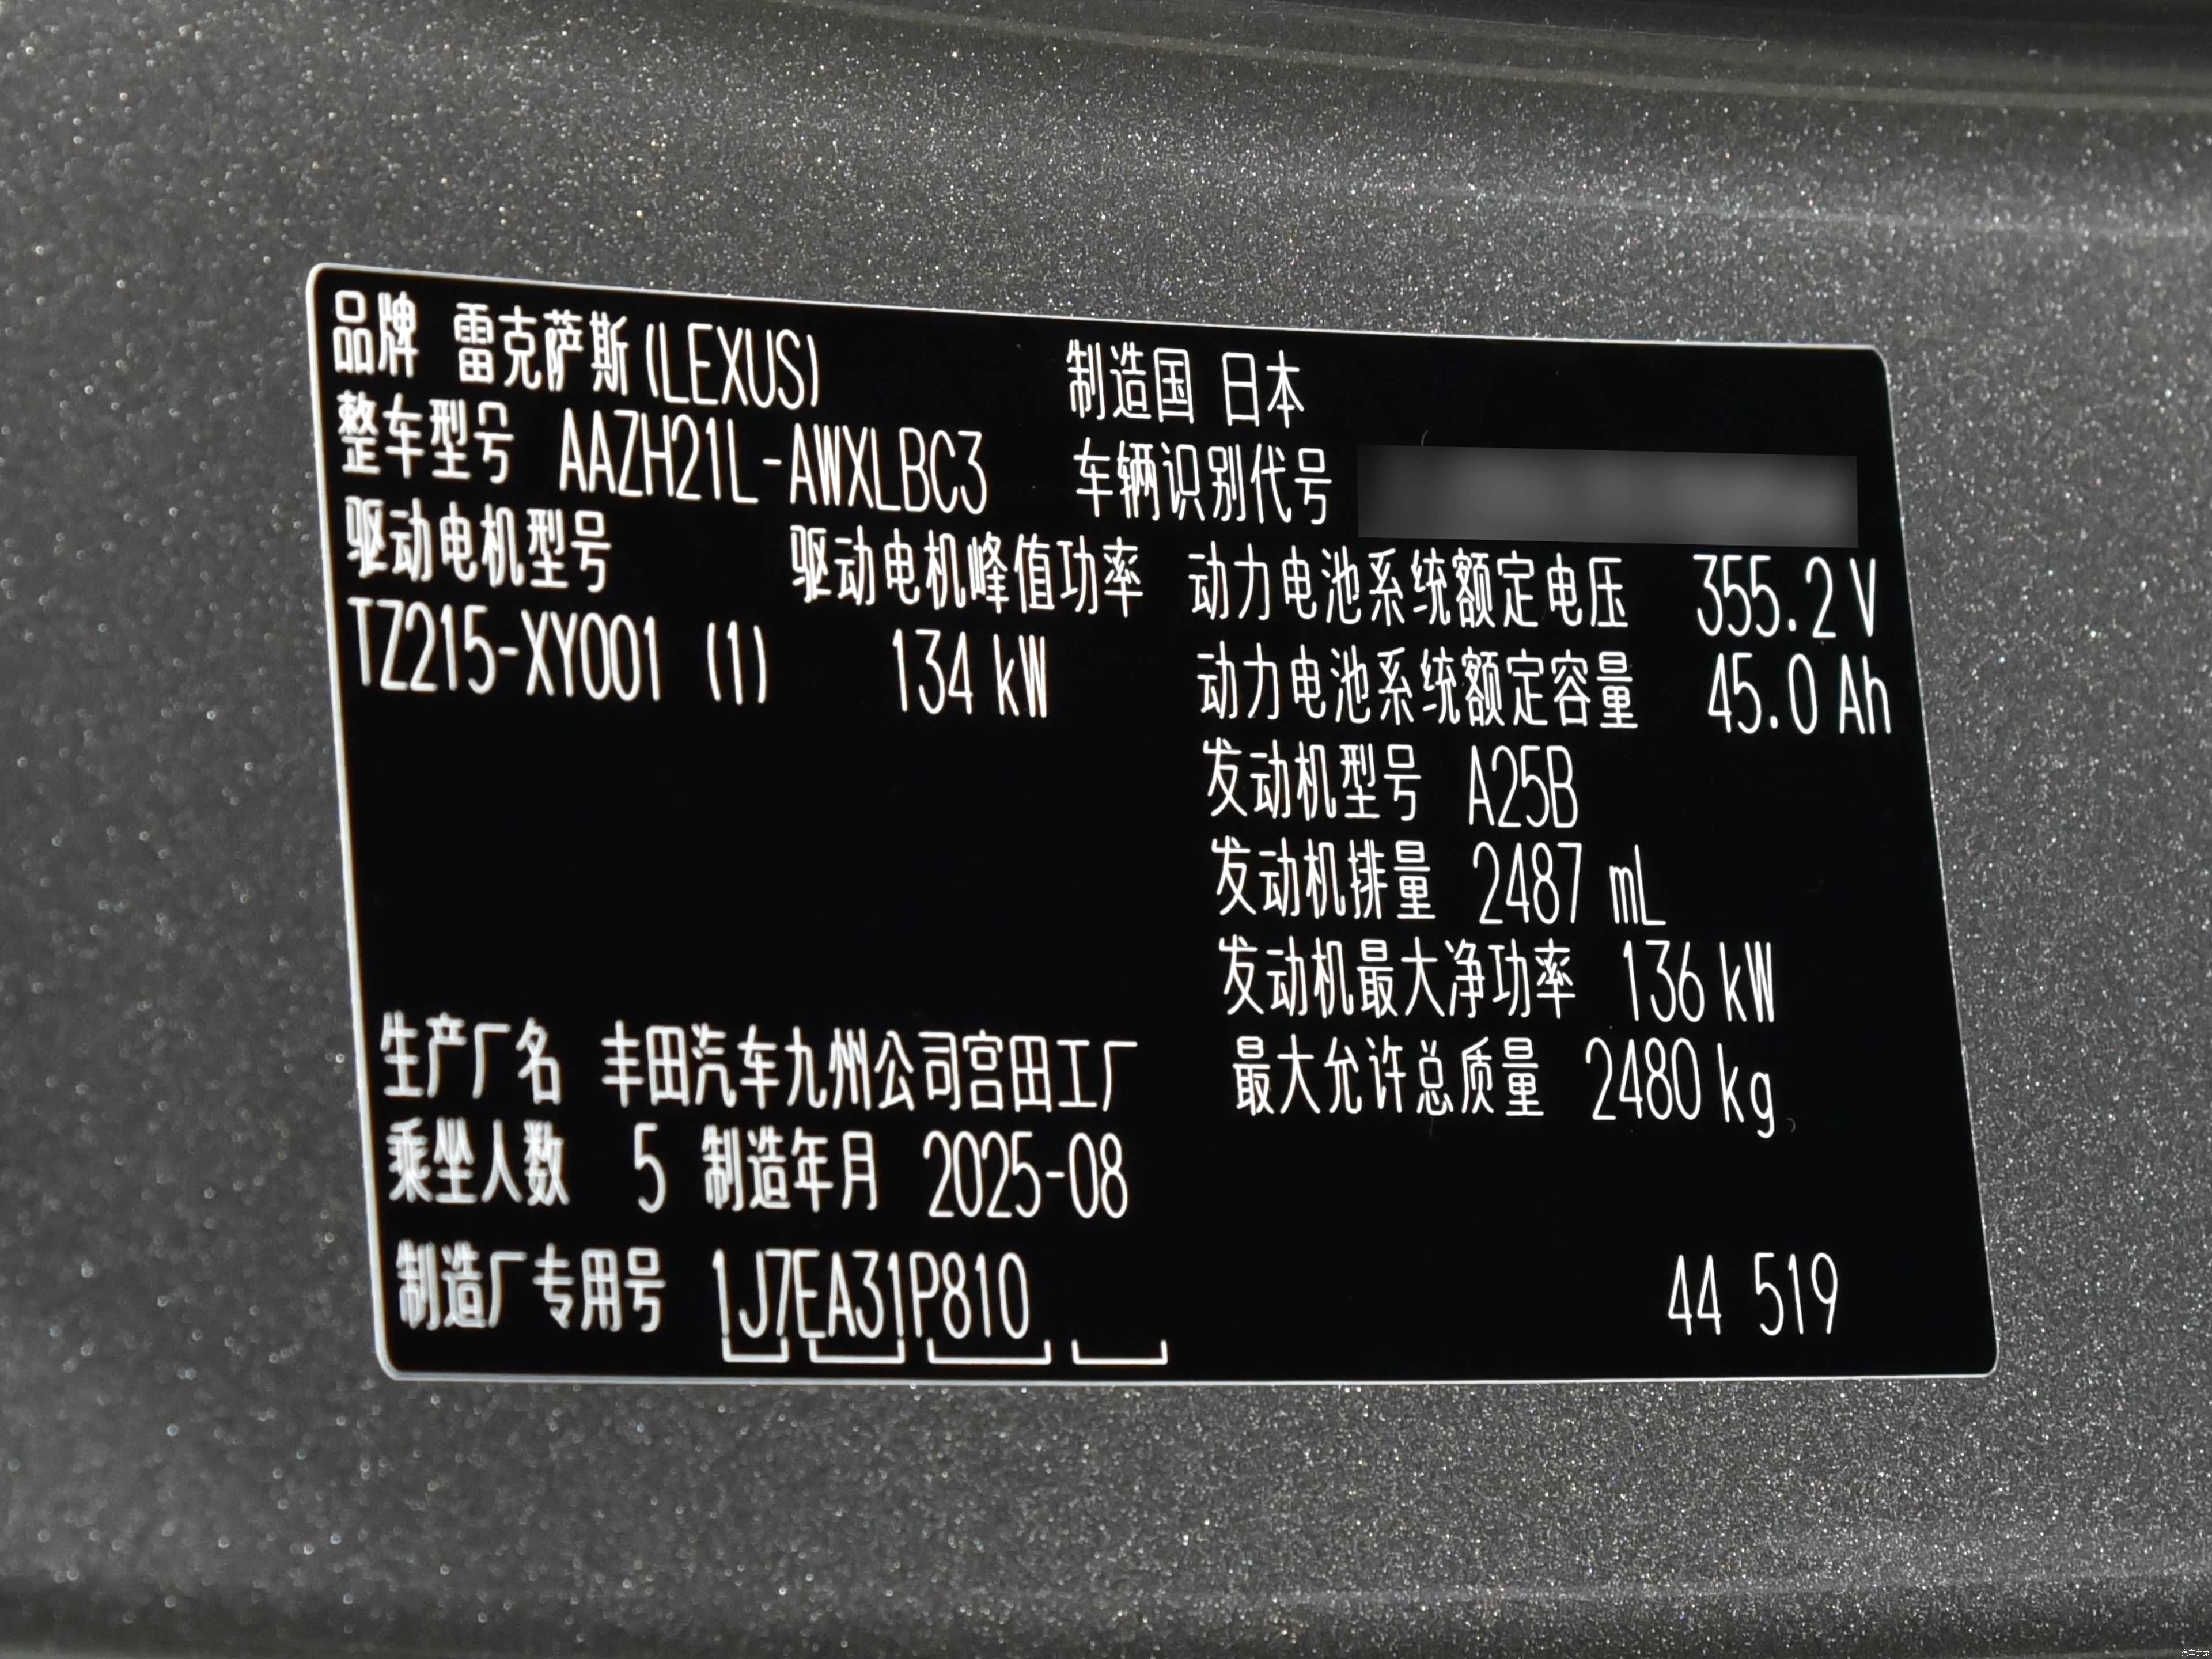 品牌 雷克萨斯(LEXUS) 制造国 日本
整车型号 AAZH21L-AWXLBC3 车辆识别代号
驱动电机型号 驱动电机峰值功率 动力电池系统额定电压 355.2 V
TZ215-XY001 (1) 134 kW 动力电池系统额定容量 45.0 Ah
发动机型号 A25B
发动机排量 2487 mL
发动机最大净功率 136 kW
生产厂名 丰田汽车九州公司宫田工厂 最大允许总质量 2480 kg
乘坐人数 5 制造年月 2025-08
制造厂专用号 1J7EA31P810 44 519
汽车之家